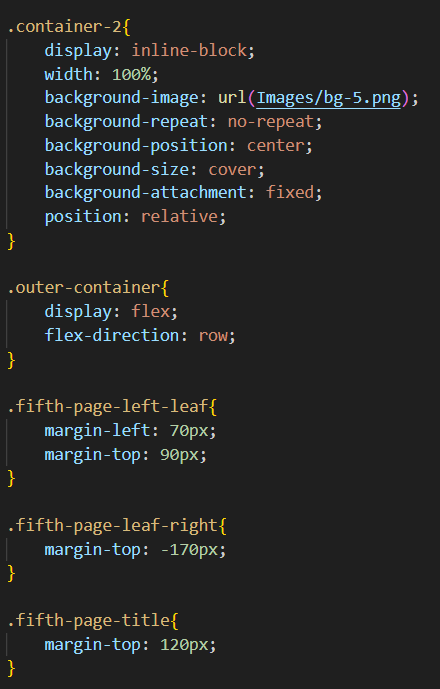 .container-2{
    display: inline-block;
    width: 100%;
    background-image: url(Images/bg-5.png);
    background-repeat: no-repeat;
    background-position: center;
    background-size: cover;
    background-attachment: fixed;
    position: relative;
}

.outer-container{
    display: flex;
    flex-direction: row;
}

.fifth-page-left-leaf{
    margin-left: 70px;
    margin-top: 90px;
}

.fifth-page-leaf-right{
    margin-top: -170px;
}

.fifth-page-title{
    margin-top: 120px;
}